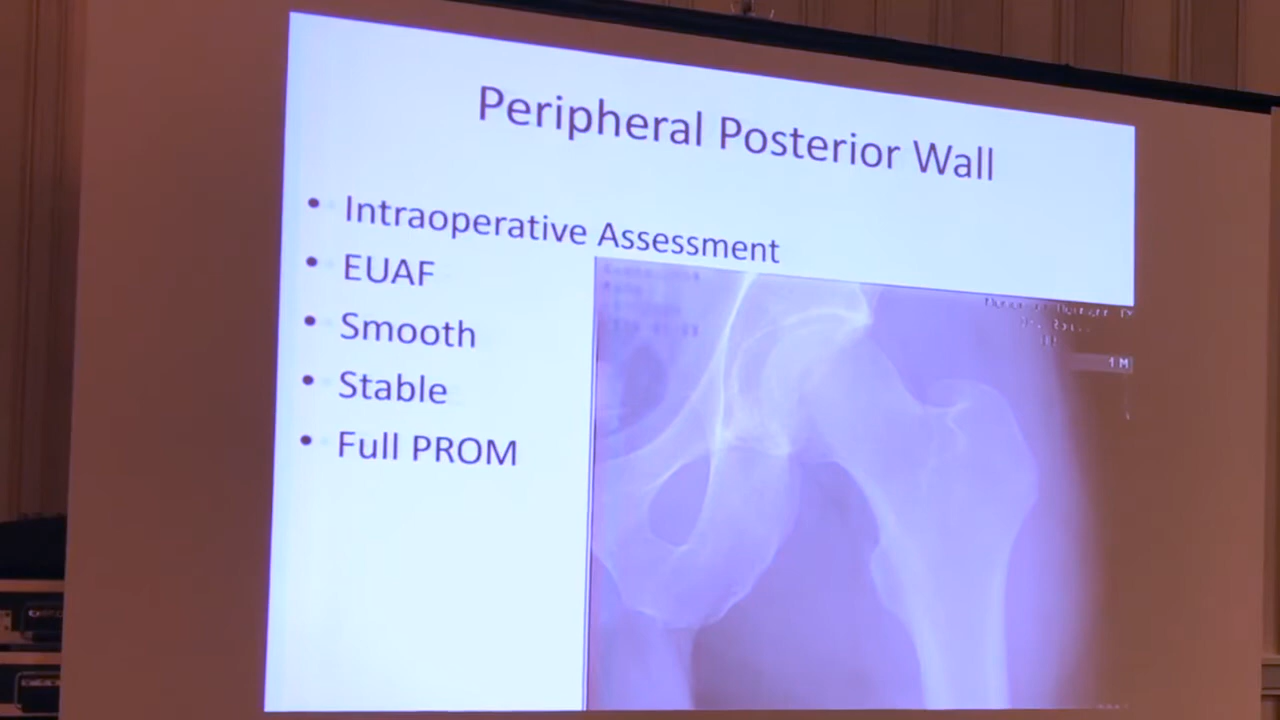 Peripheral Posterior Wall
• Intraoperative Assessment
• EUAF
• Smooth
• Stable
• Full PROM